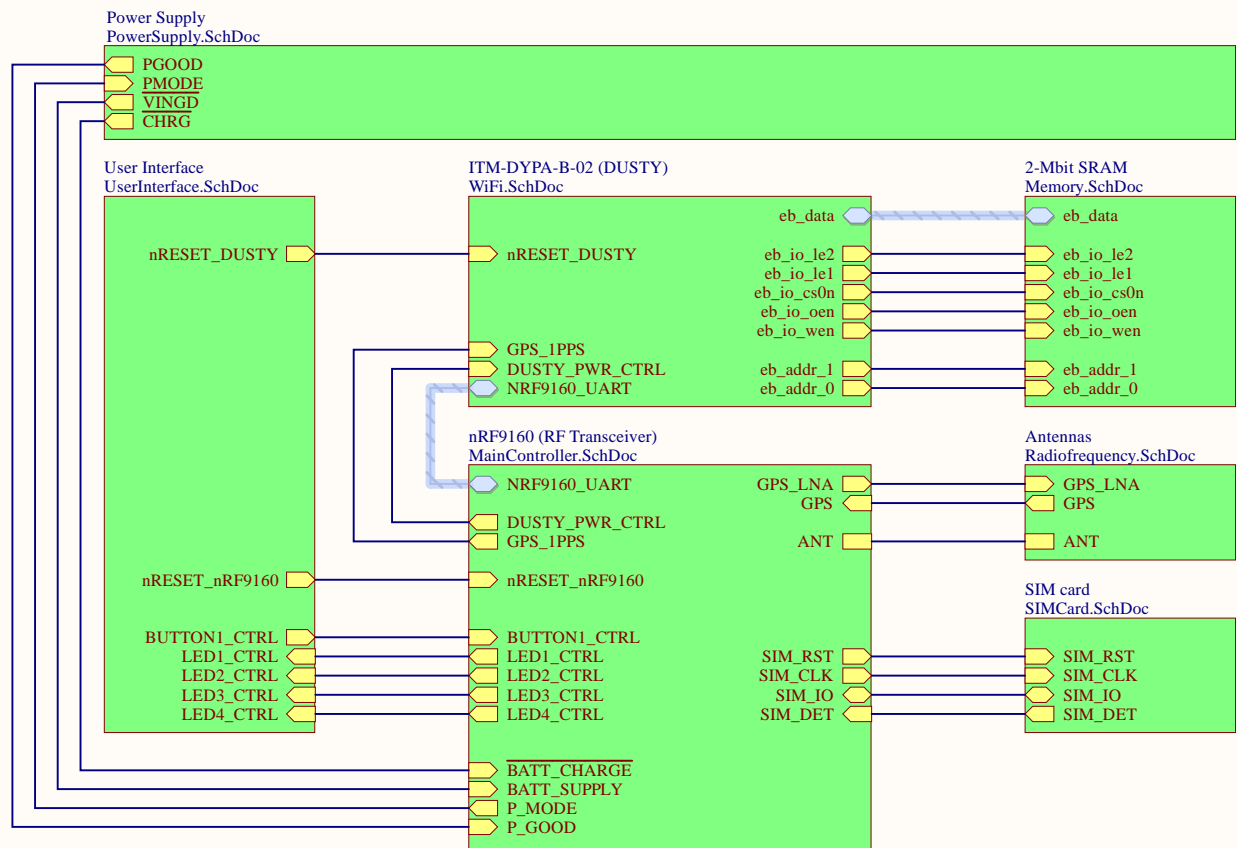 Power Supply
PowerSupply.SchDoc
PGOOD
PMODE
VINGD
CHRG
User Interface
UserInterface.SchDoc
nRESET_DUSTY
nRESET_nRF9160
BUTTON1_CTRL
LED1_CTRL
LED2_CTRL
LED3_CTRL
LED4_CTRL
ITM-DYPA-B-02 (DUSTY)
WiFi.SchDoc
eb_data
nRESET_DUSTY
eb_io_le2
eb_io_le1
eb_io_cs0n
eb_io_oen
eb_io_wen
GPS_1PPS
DUSTY_PWR_CTRL
eb_addr_1
NRF9160_UART
eb_addr_0
2-Mbit SRAM
Memory.SchDoc
eb_data
eb_io_le2
eb_io_le1
eb_io_cs0n
eb_io_oen
eb_io_wen
eb_addr_1
eb_addr_0
nRF9160 (RF Transceiver)
MainController.SchDoc
NRF9160_UART
GPS_LNA
GPS
DUSTY_PWR_CTRL
GPS_1PPS
ANT
nRESET_nRF9160
BUTTON1_CTRL
LED1_CTRL
SIM_RST
LED2_CTRL
SIM_CLK
LED3_CTRL
SIM_IO
LED4_CTRL
SIM_DET
BATT_CHARGE
BATT_SUPPLY
P_MODE
P_GOOD
Antennas
Radiofrequency.SchDoc
GPS_LNA
GPS
ANT
SIM card
SIMCard.SchDoc
SIM_RST
SIM_CLK
SIM_IO
SIM_DET